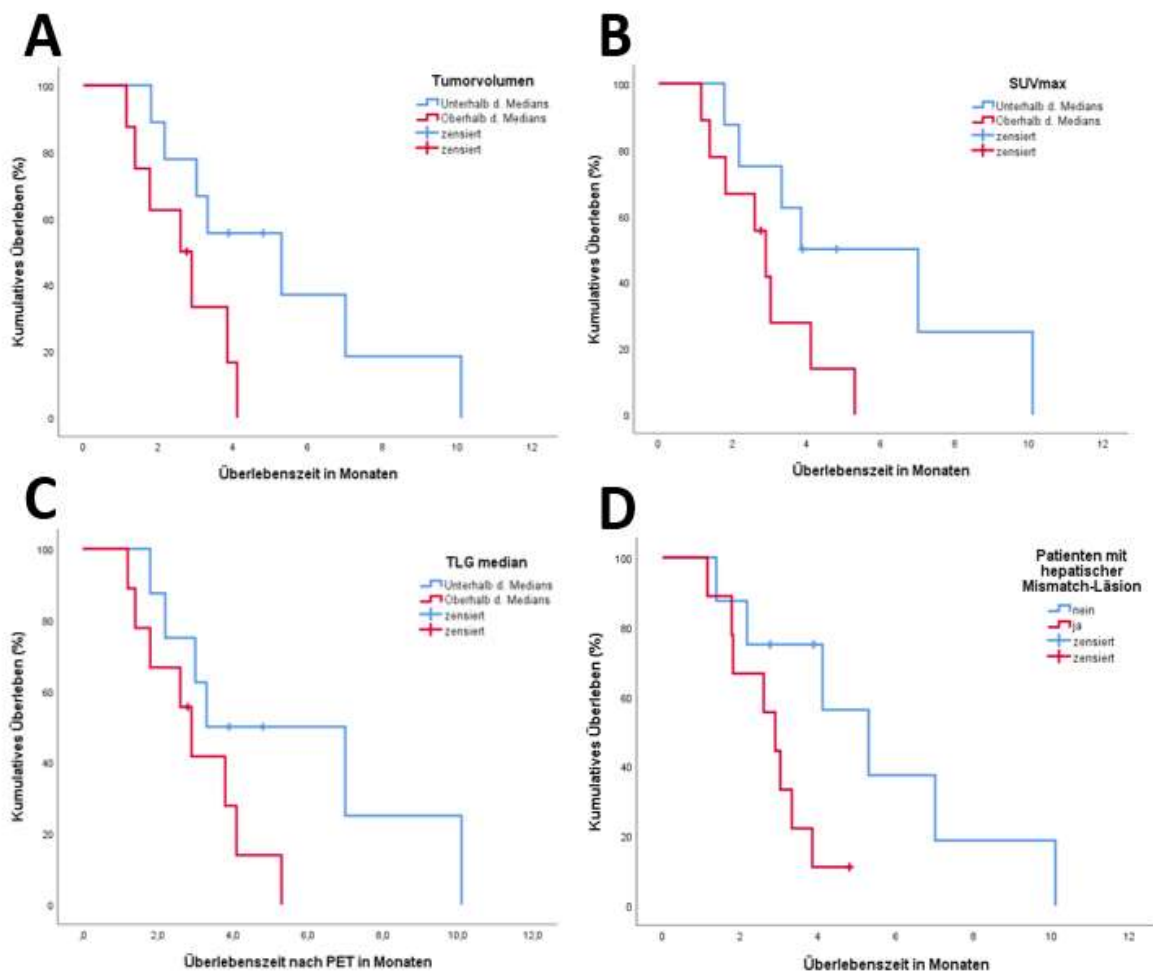 A
Tumorvolumen
Unterhalb d. Medians
Oberhalb d. Medians
zensiert
zensiert
Kumulatives Überleben (%)
100
80
60
40
20
0
0 2 4 6 8 10 12
Überlebenszeit in Monaten
B
SUVmax
Unterhalb d. Medians
Oberhalb d. Medians
zensiert
zensiert
Kumulatives Überleben (%)
100
80
60
40
20
0
0 2 4 6 8 10 12
Überlebenszeit in Monaten
C
TLG median
Unterhalb d. Medians
Oberhalb d. Medians
zensiert
zensiert
Kumulatives Überleben (%)
100
80
60
40
20
0
,0 2,0 4,0 6,0 8,0 10,0 12,0
Überlebenszeit nach PET in Monaten
D
Patienten mit
hepatischer
Mismatch-Läsion
nein
ja
zensiert
zensiert
Kumulatives Überleben (%)
100
80
60
40
20
0
0 2 4 6 8 10 12
Überlebenszeit in Monaten